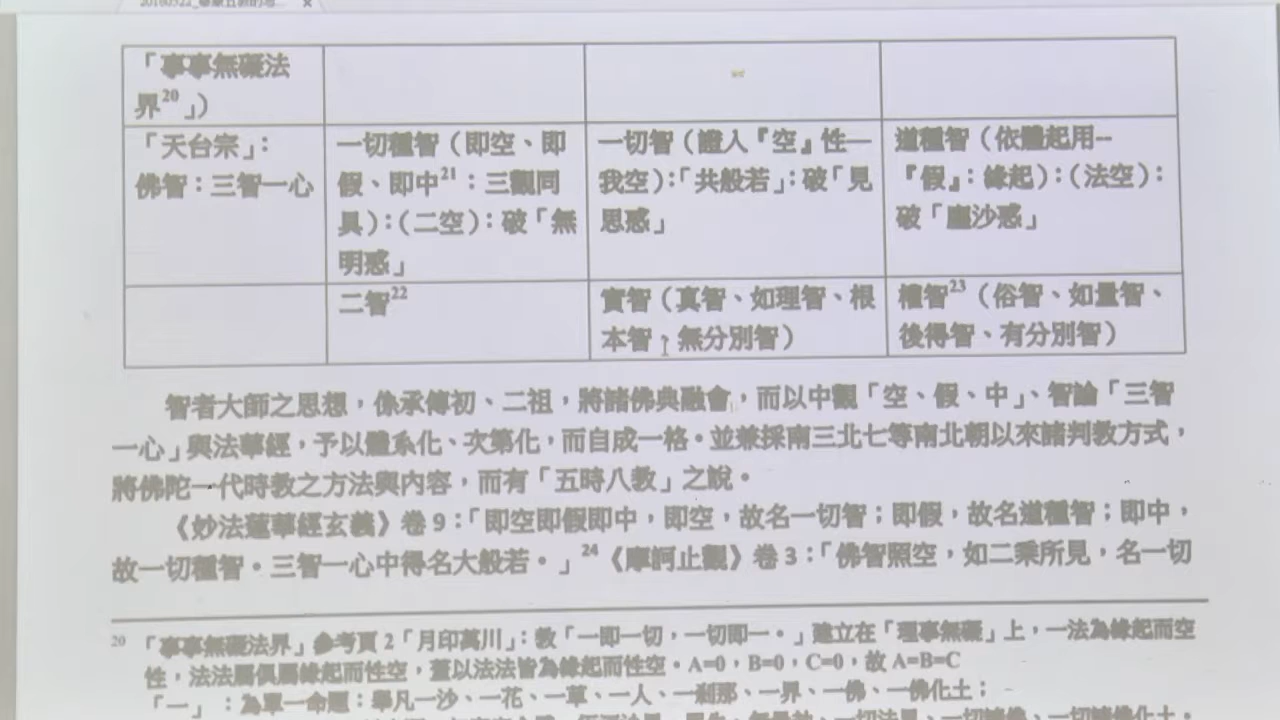 「事事無礙法
界20」）
「天台宗」：
佛智：三智一心
一切種智（即空、即
假、即中21：三觀同
具）：（二空）：破「無
明惑」
一切智（證入『空』性—
我空）：「共般若」：破「見
思惑」
道種智（依體起用--
『假』：緣起）：（法空）：
破「塵沙惑」
二智22
實智（真智、如理智、根
本智、無分別智）
權智23（俗智、如量智、
後得智、有分別智）
智者大師之思想，係承傳初、二祖，將諸佛典融會，而以中觀「空、假、中」、智論「三智
一心」與法華經，予以體系化、次第化，而自成一格。並兼採南三北七等南北朝以來諸判教方式，
將佛陀一代時教之方法與內容，而有「五時八教」之說。
《妙法蓮華經玄義》卷 9：「即空即假即中，即空，故名一切智；即假，故名道種智；即中，
故一切種智。三智一心中得名大般若。」24《摩訶止觀》卷 3：「佛智照空，如二乘所見，名一切
20 「事事無礙法界」參考頁 2「月印萬川」：教「一即一切，一切即一。」建立在「理事無礙」上，一法為緣起而空
性，法法屬俱屬緣起而性空，蓋以法法皆為緣起而性空。A=0，B=0，C=0，故 A=B=C
「一」：為單一命題：舉凡一沙、一花、一草、一人、一剎那、一界、一佛、一佛化土；